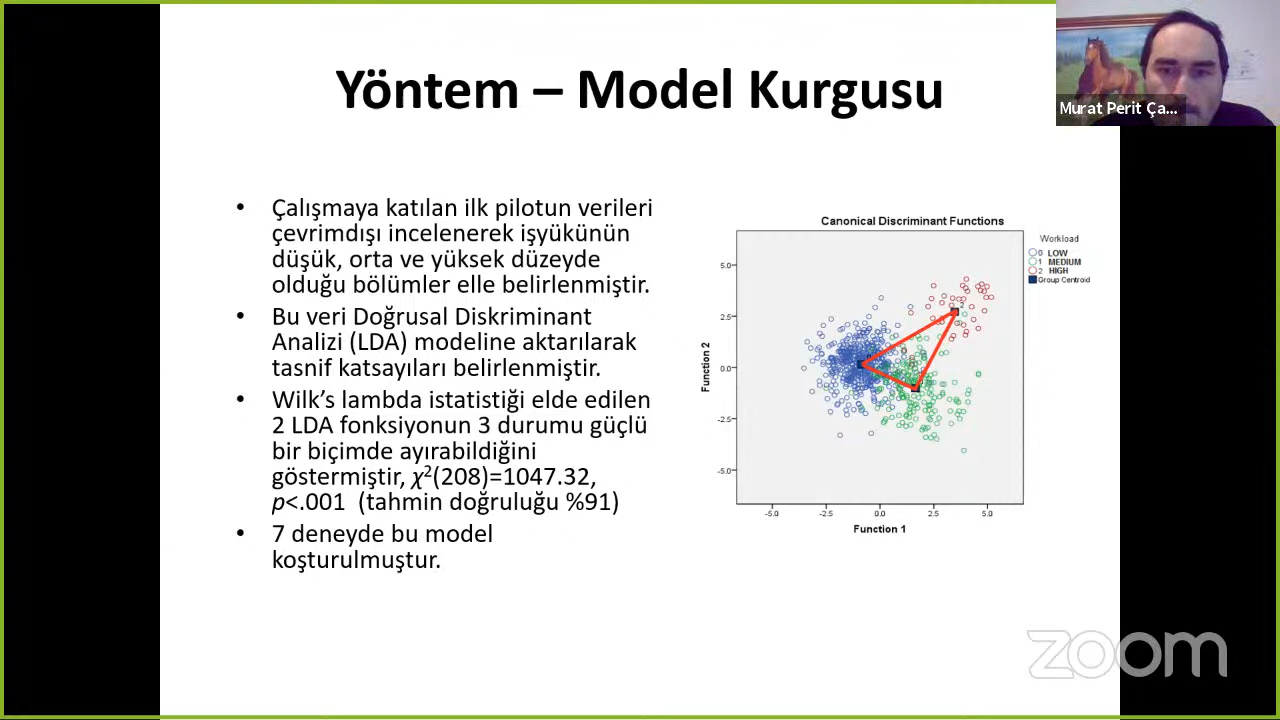 Yöntem – Model Kurgusu
Murat Perit Ça...
• Çalışmaya katılan ilk pilotun verileri
çevrimdışı incelenerek işyükünün
düşük, orta ve yüksek düzeyde
olduğu bölümler elle belirlenmiştir.
• Bu veri Doğrusal Diskriminant
Analizi (LDA) modeline aktarılarak
tasnif katsayıları belirlenmiştir.
• Wilk’s lambda istatistiği elde edilen
2 LDA fonksiyonun 3 durumu güçlü
bir biçimde ayırabildiğini
göstermiştir, χ²(208)=1047.32,
p<.001 (tahmin doğruluğu %91)
• 7 deneyde bu model
koşturulmuştur.
Canonical Discriminant Functions
Workload
0 LOW
1 MEDIUM
2 HIGH
Group Centroid
Function 2
5.0
2.5
0.0
-2.5
-5.0
2
-5.0 -2.5 0.0 2.5 5.0
Function 1
zoom